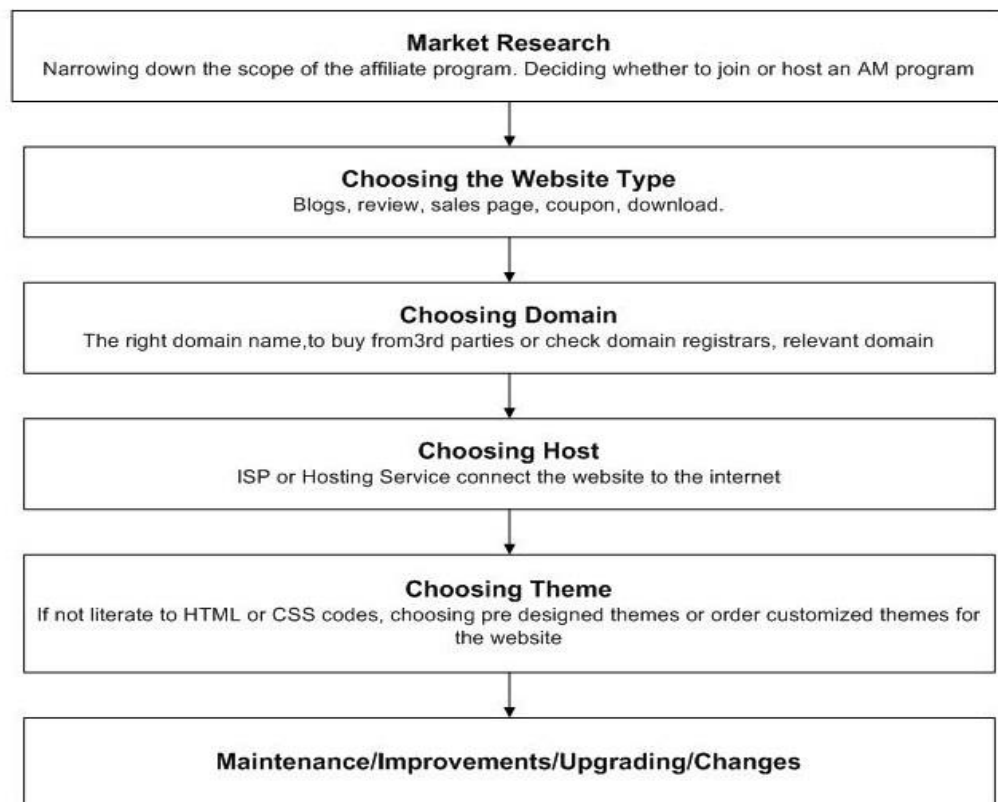 Market Research
Narrowing down the scope of the affiliate program. Deciding whether to join or host an AM program
Choosing the Website Type
Blogs, review, sales page, coupon, download.
Choosing Domain
The right domain name,to buy from3rd parties or check domain registrars, relevant domain
Choosing Host
ISP or Hosting Service connect the website to the internet
Choosing Theme
If not literate to HTML or CSS codes, choosing pre designed themes or order customized themes for
the website
Maintenance/Improvements/Upgrading/Changes